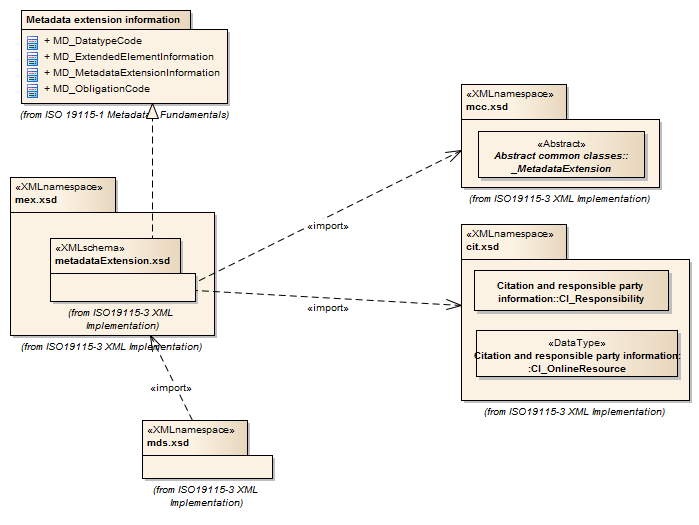 Metadata extension information
+ MD_DatatypeCode
+ MD_ExtendedElementInformation
+ MD_MetadataExtensionInformation
+ MD_ObligationCode
(from ISO 19115-1 Metadata Fundamentals)
«XMLnamespace»
mcc.xsd
«Abstract»
Abstract common classes::
_MetadataExtension
(from ISO19115-3 XML Implementation)
«XMLnamespace»
mex.xsd
«XMLschema»
metadataExtension.xsd
(from ISO19115-3 XML
Implementation)
(from ISO19115-3 XML Implementation)
«import»
«import»
«XMLnamespace»
cit.xsd
Citation and responsible party
information::CI_Responsibility
«DataType»
Citation and responsible party information:
:CI_OnlineResource
(from ISO19115-3 XML Implementation)
«import»
«XMLnamespace»
mds.xsd
(from ISO19115-3 XML
Implementation)